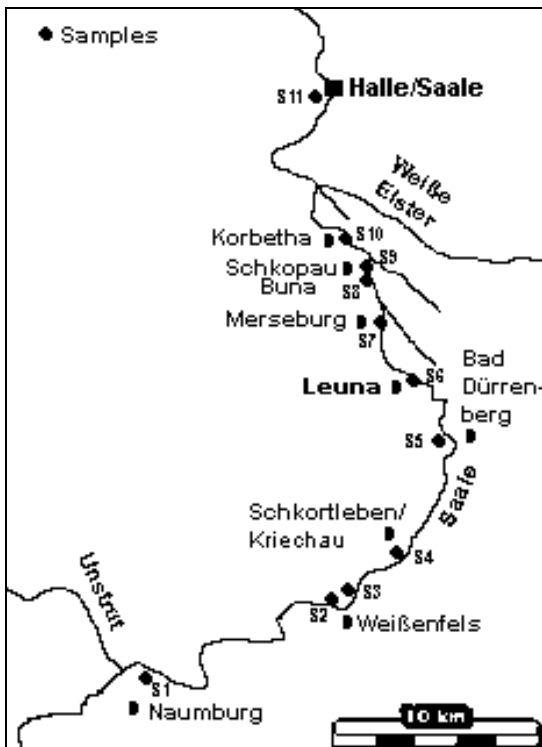 Samples
S11
Halle/Saale
Weiße
Elster
Korbetha
S10
S9
Schkopau
Buna
S8
Merseburg
S7
Bad
Dürren-
berg
S6
Leuna
S5
Saale
Schkortleben/
Kriechau
S4
Unstrut
S3
S2
Weißenfels
S1
Naumburg
10 km